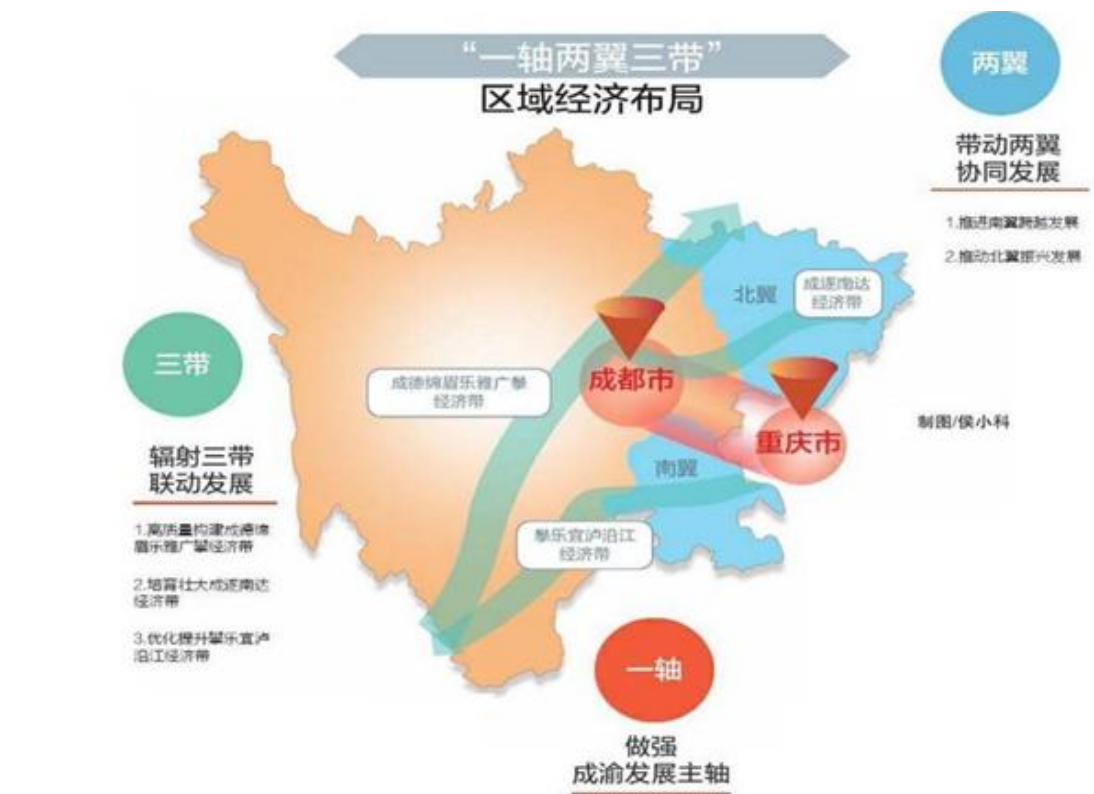 “一轴两翼三带”
区域经济布局
两翼
带动两翼
协同发展
1.推进南翼跨越发展
2.推动北翼振兴发展
北翼
成遂南达
经济带
三带
成都市
成德绵眉乐雅广攀
经济带
重庆市
制图/侯小科
辐射三带
联动发展
南翼
1.高质量构建成德绵
眉乐雅广攀经济带
攀乐宜泸沿江
经济带
2.培育壮大成遂南达
经济带
3.优化提升攀乐宜泸
沿江经济带
一轴
做强
成渝发展主轴